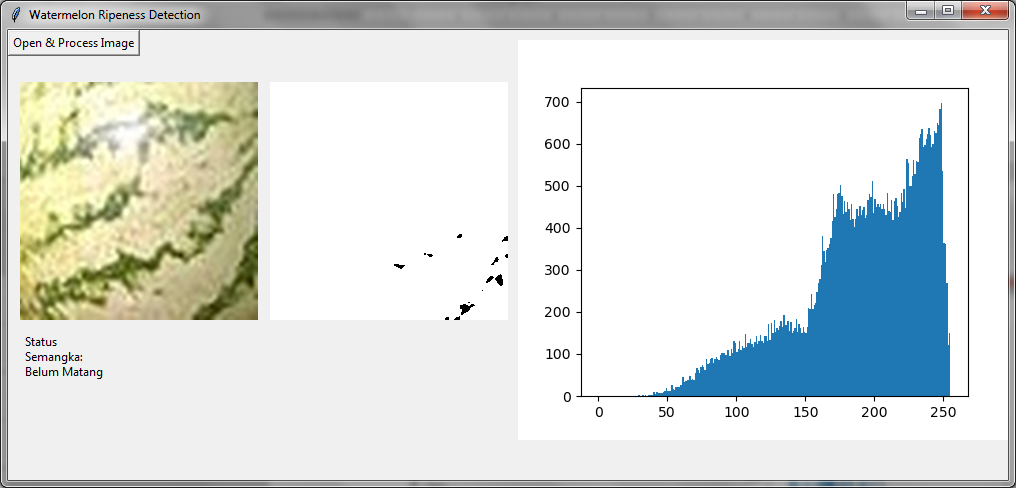 Watermelon Ripeness Detection
Open & Process Image
700
600
500
400
300
200
100
0
0 50 100 150 200 250
Status
Semangka:
Belum Matang